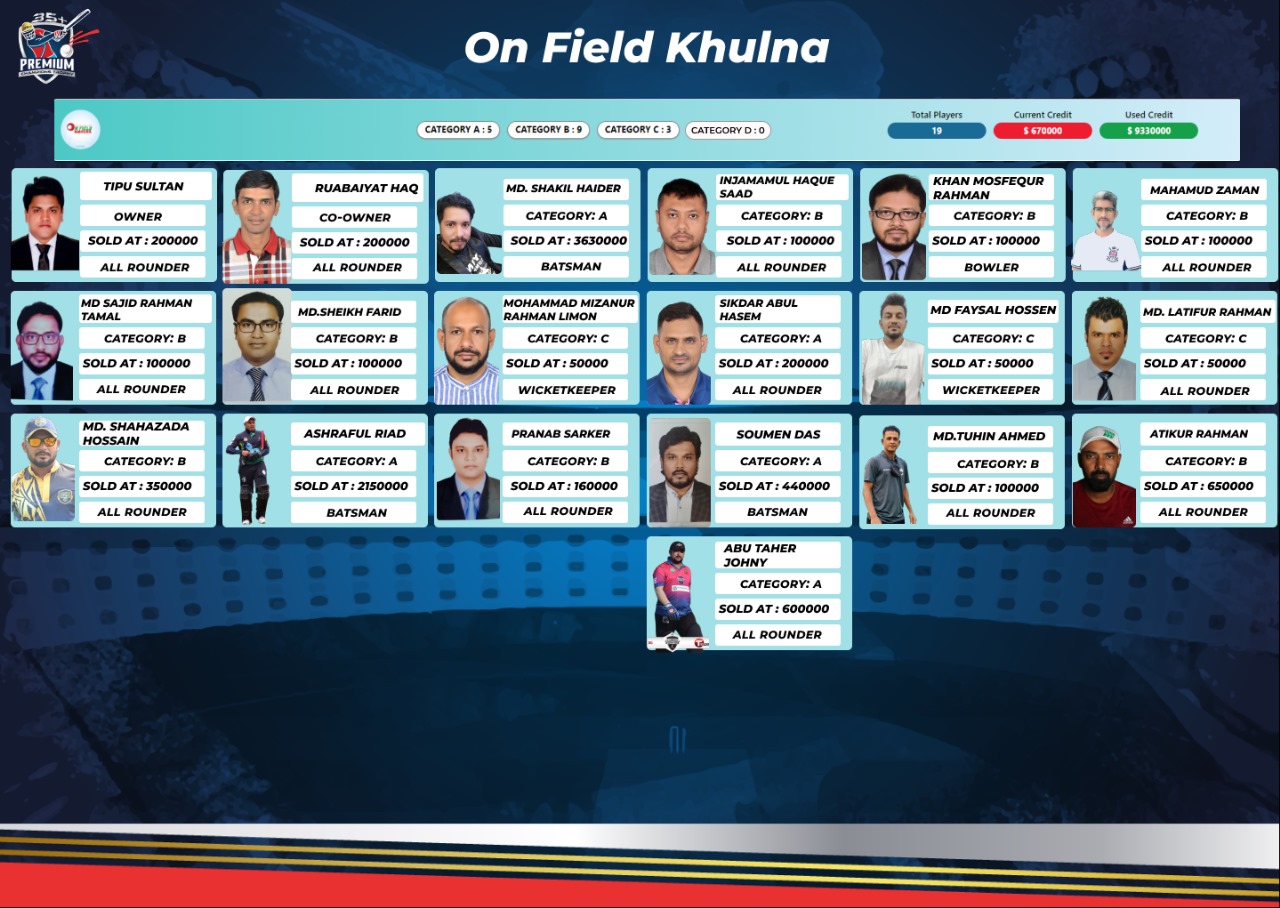 35+
PREMIUM
On Field Khulna
CATEGORY A : 5
CATEGORY B : 9
CATEGORY C : 3
CATEGORY D : 0
Total Players
19
Current Credit
$ 670000
Used Credit
$ 9330000
TIPU SULTAN
OWNER
SOLD AT : 200000
ALL ROUNDER
RUABAIYAT HAQ
CO-OWNER
SOLD AT : 200000
ALL ROUNDER
MD. SHAKIL HAIDER
CATEGORY: A
SOLD AT : 3630000
BATSMAN
INJAMAMUL HAQUE
SAAD
CATEGORY: B
SOLD AT : 100000
ALL ROUNDER
KHAN MOSFEQUR
RAHMAN
CATEGORY: B
SOLD AT : 100000
BOWLER
MAHAMUD ZAMAN
CATEGORY: B
SOLD AT : 100000
ALL ROUNDER
MD SAJID RAHMAN
TAMAL
CATEGORY: B
SOLD AT : 100000
ALL ROUNDER
MD.SHEIKH FARID
CATEGORY: B
SOLD AT : 100000
ALL ROUNDER
MOHAMMAD MIZANUR
RAHMAN LIMON
CATEGORY: C
SOLD AT : 50000
WICKETKEEPER
SIKDAR ABUL
HASEM
CATEGORY: A
SOLD AT : 200000
ALL ROUNDER
MD FAYSAL HOSSEN
CATEGORY: C
SOLD AT : 50000
WICKETKEEPER
MD. LATIFUR RAHMAN
CATEGORY: C
SOLD AT : 50000
ALL ROUNDER
MD. SHAHAZADA
HOSSAIN
CATEGORY: B
SOLD AT : 350000
ALL ROUNDER
ASHRAFUL RIAD
CATEGORY: A
SOLD AT : 2150000
BATSMAN
PRANAB SARKER
CATEGORY: B
SOLD AT : 160000
ALL ROUNDER
SOUMEN DAS
CATEGORY: A
SOLD AT : 440000
BATSMAN
MD.TUHIN AHMED
CATEGORY: B
SOLD AT : 100000
ALL ROUNDER
ATIKUR RAHMAN
CATEGORY: B
SOLD AT : 650000
ALL ROUNDER
ABU TAHER
JOHNY
CATEGORY: A
SOLD AT : 600000
ALL ROUNDER